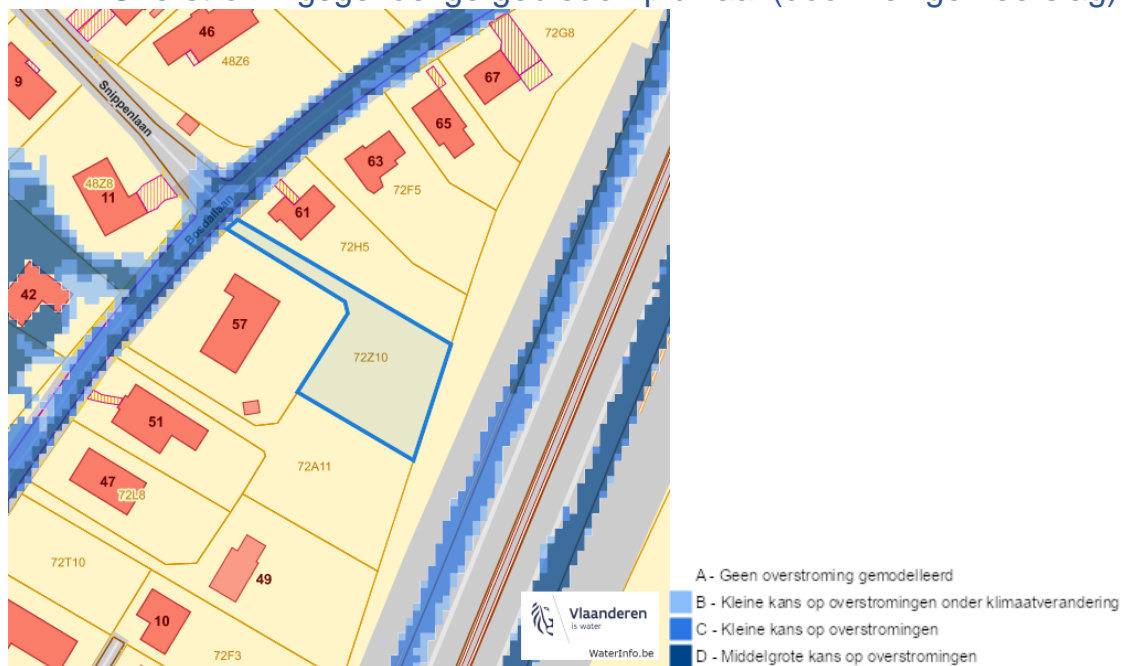 46
48Z6
72G8
67
9
Snippenlaan
65
63
48Z8
11
72F5
61
Bosdallaan
72H5
42
57
72Z10
51
72A11
47
72L8
72T10
49
10
72F3
Vlaanderen
is water
WaterInfo.be
A - Geen overstroming gemodelleerd
B - Kleine kans op overstromingen onder klimaatverandering
C - Kleine kans op overstromingen
D - Middelgrote kans op overstromingen